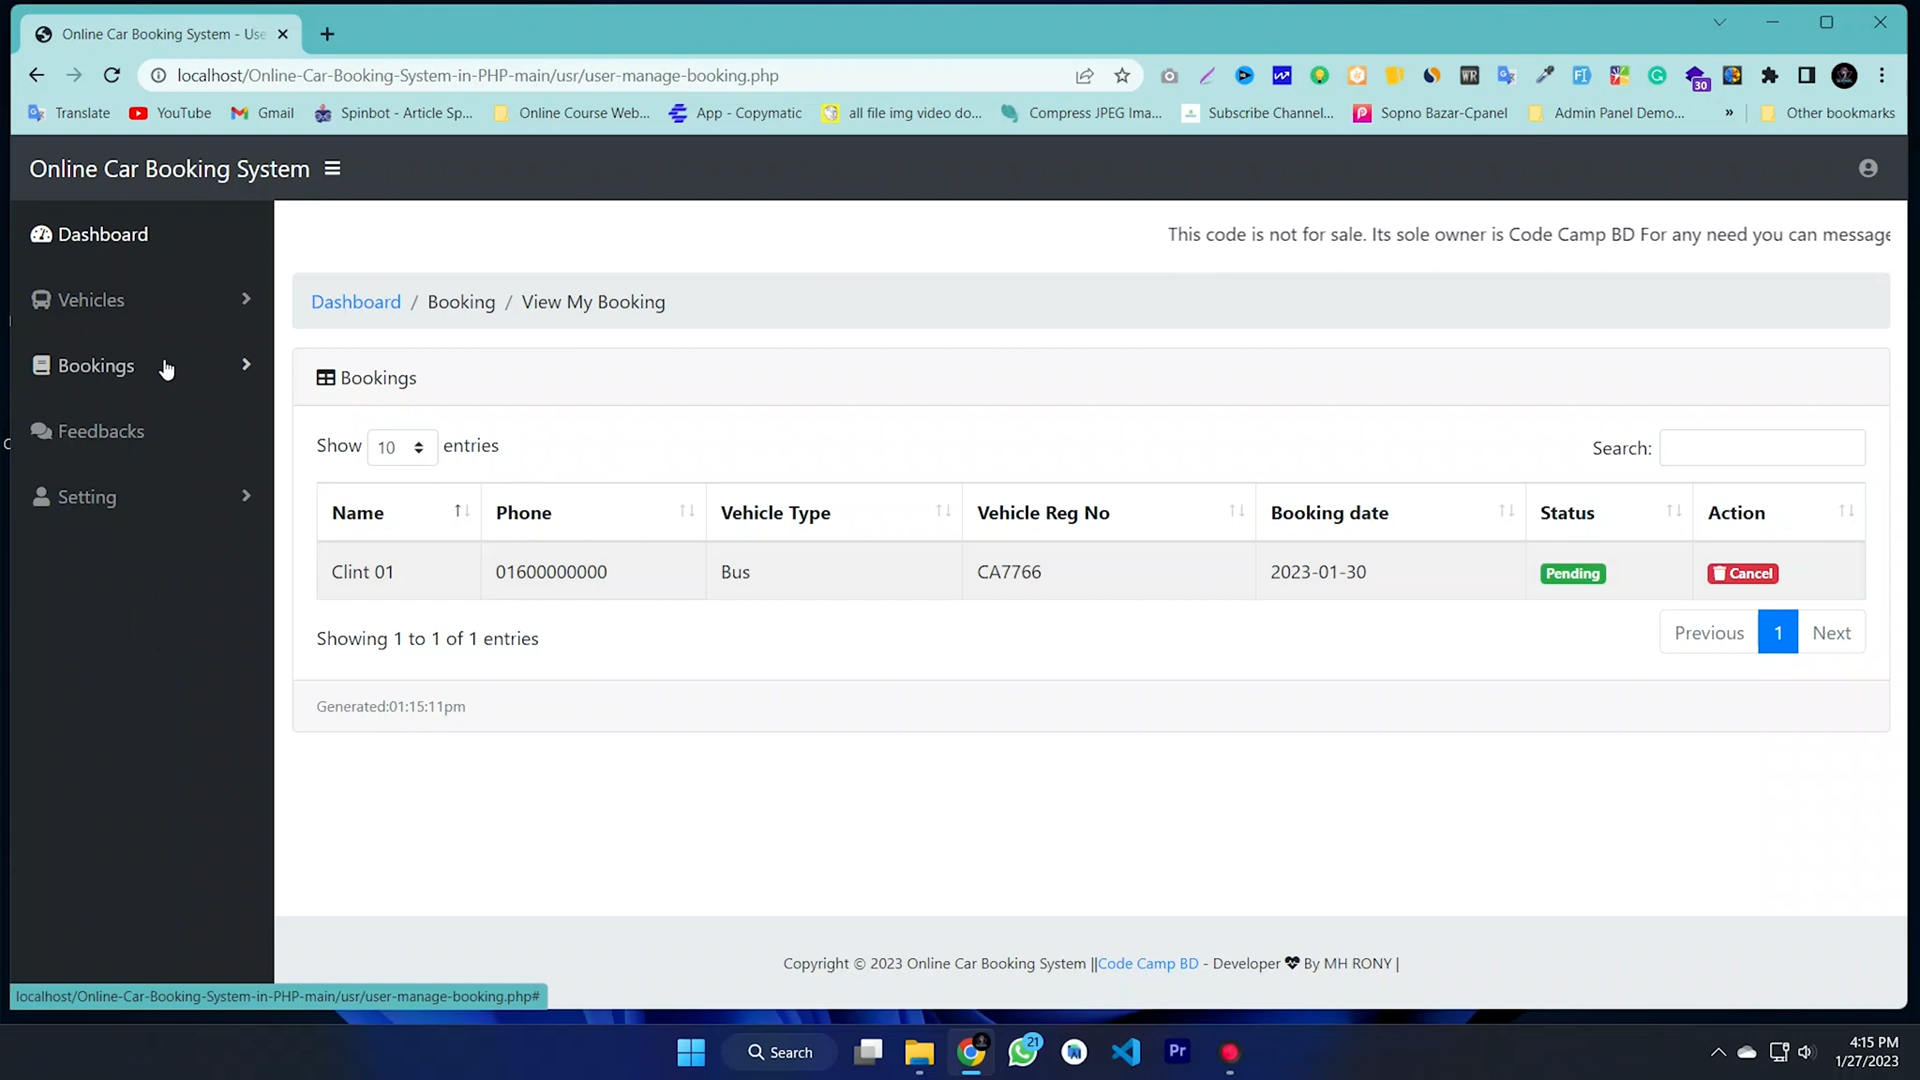 Online Car Booking System - Use
localhost/Online-Car-Booking-System-in-PHP-main/usr/user-manage-booking.php
WR
30
Translate YouTube Gmail Spinbot - Article Sp... Online Course Web... App - Copymatic all file img video do... Compress JPEG Ima... Subscribe Channel... Sopno Bazar-Cpanel Admin Panel Demo... » Other bookmarks
Online Car Booking System
Dashboard
Vehicles
Bookings
Feedbacks
Setting
This code is not for sale. Its sole owner is Code Camp BD For any need you can message
Dashboard / Booking / View My Booking
Bookings
Show 10 entries
Search:
Name Phone Vehicle Type Vehicle Reg No Booking date Status Action
Clint 01 01600000000 Bus CA7766 2023-01-30 Pending Cancel
Showing 1 to 1 of 1 entries
Previous 1 Next
Generated:01:15:11pm
Copyright © 2023 Online Car Booking System ||Code Camp BD - Developer By MH RONY |
localhost/Online-Car-Booking-System-in-PHP-main/usr/user-manage-booking.php#
Search
21
Pr
4:15 PM
1/27/2023